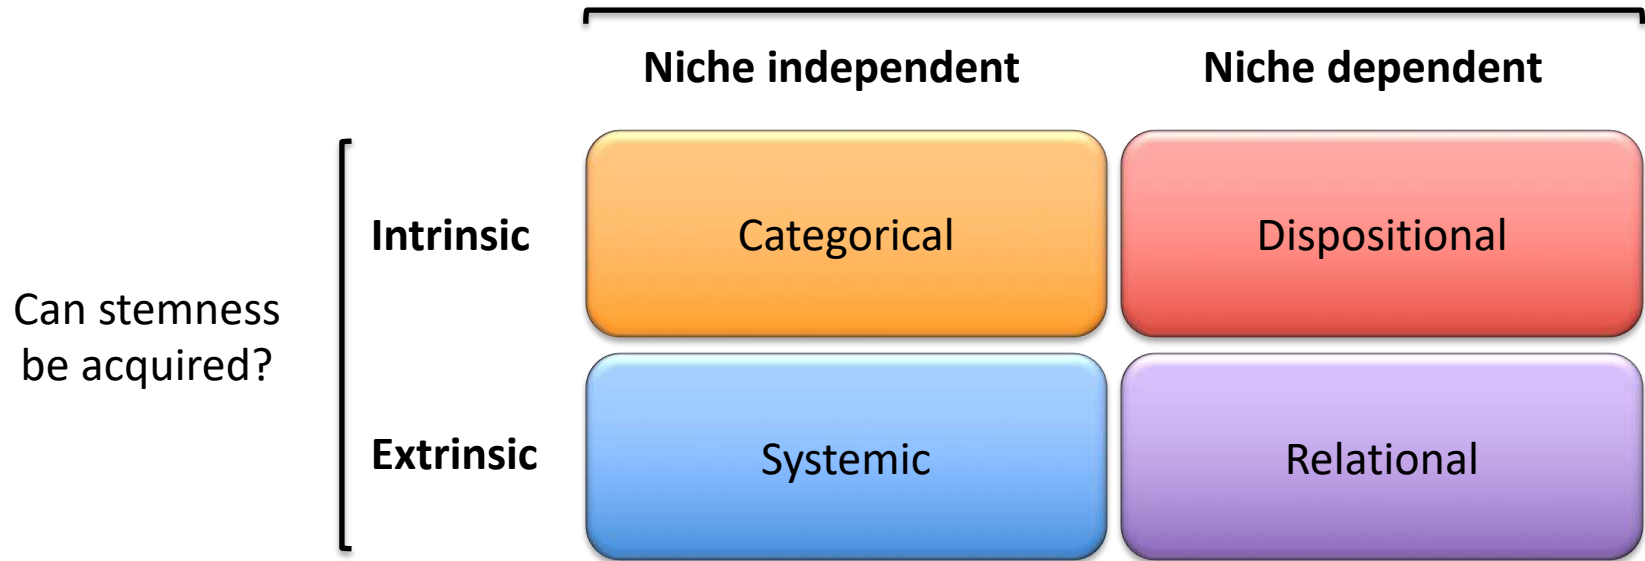 Niche independent
Niche dependent
Intrinsic
Categorical
Dispositional
Can stemness
be acquired?
Extrinsic
Systemic
Relational